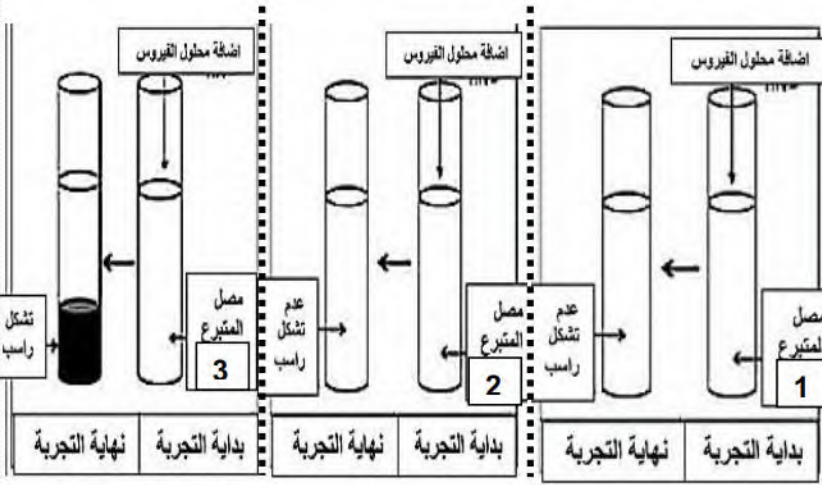 اضافة محلول الفيروس
مصل
المتبرع
1
عدم
تشكل
راسب
بداية التجربة
نهاية التجربة
اضافة محلول الفيروس
مصل
المتبرع
2
عدم
تشكل
راسب
بداية التجربة
نهاية التجربة
اضافة محلول الفيروس
مصل
المتبرع
3
تشكل
راسب
بداية التجربة
نهاية التجربة